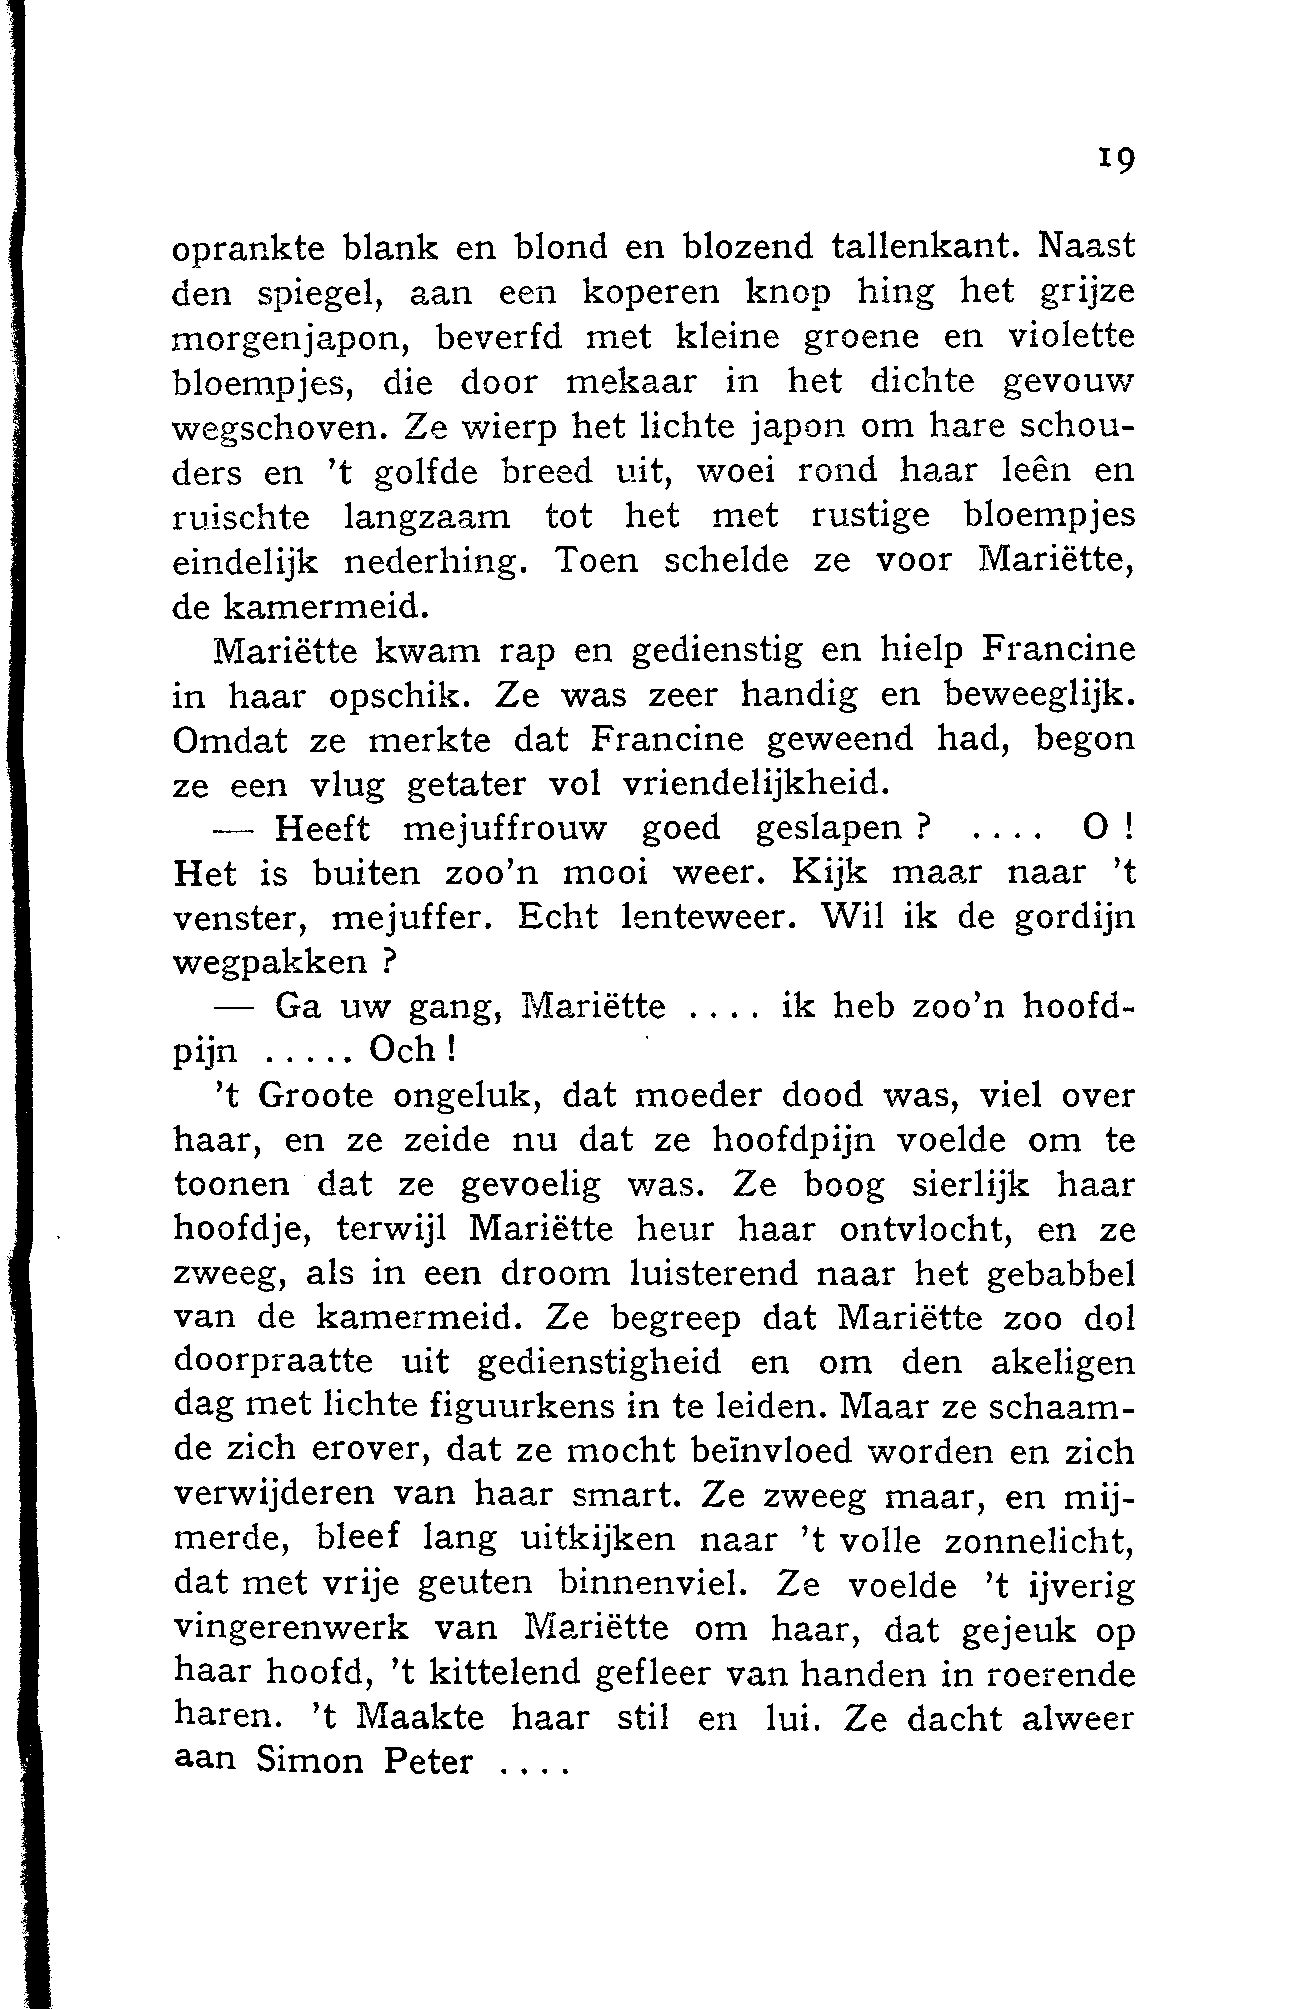 19
oprankte blank en blond en blozend tallenkant. Naast
den spiegel, aan een koperen knop hing het grijze
morgenjapon, beverfd met kleine groene en violette
bloempjes, die door mekaar in het dichte gevouw
wegschoven. Ze wierp het lichte japon om hare schou-
ders en 't golfde breed uit, woei rond haar leên en
ruischte langzaam tot het met rustige bloempjes
eindelijk nederhing. Toen schelde ze voor Mariëtte,
de kamermeid.
Mariëtte kwam rap en gedienstig en hielp Francine
in haar opschik. Ze was zeer handig en beweeglijk.
Omdat ze merkte dat Francine geweend had, begon
ze een vlug getater vol vriendelijkheid.
— Heeft mejuffrouw goed geslapen ? .... O !
Het is buiten zoo'n mooi weer. Kijk maar naar 't
venster, mejuffer. Echt lenteweer. Wil ik de gordijn
wegpakken ?
— Ga uw gang, Mariëtte .... ik heb zoo'n hoofd-
pijn ..... Och !
't Groote ongeluk, dat moeder dood was, viel over
haar, en ze zeide nu dat ze hoofdpijn voelde om te
toonen dat ze gevoelig was. Ze boog sierlijk haar
hoofdje, terwijl Mariëtte heur haar ontvlocht, en ze
zweeg, als in een droom luisterend naar het gebabbel
van de kamermeid. Ze begreep dat Mariëtte zoo dol
doorpraatte uit gedienstigheid en om den akeligen
dag met lichte figuurkens in te leiden. Maar ze schaam-
de zich erover, dat ze mocht beïnvloed worden en zich
verwijderen van haar smart. Ze zweeg maar, en mij-
merde, bleef lang uitkijken naar 't volle zonnelicht,
dat met vrije geuten binnenviel. Ze voelde 't ijverig
vingerenwerk van Mariëtte om haar, dat gejeuk op
haar hoofd, 't kittelend gefleer van handen in roerende
haren. 't Maakte haar stil en lui. Ze dacht alweer
aan Simon Peter ....